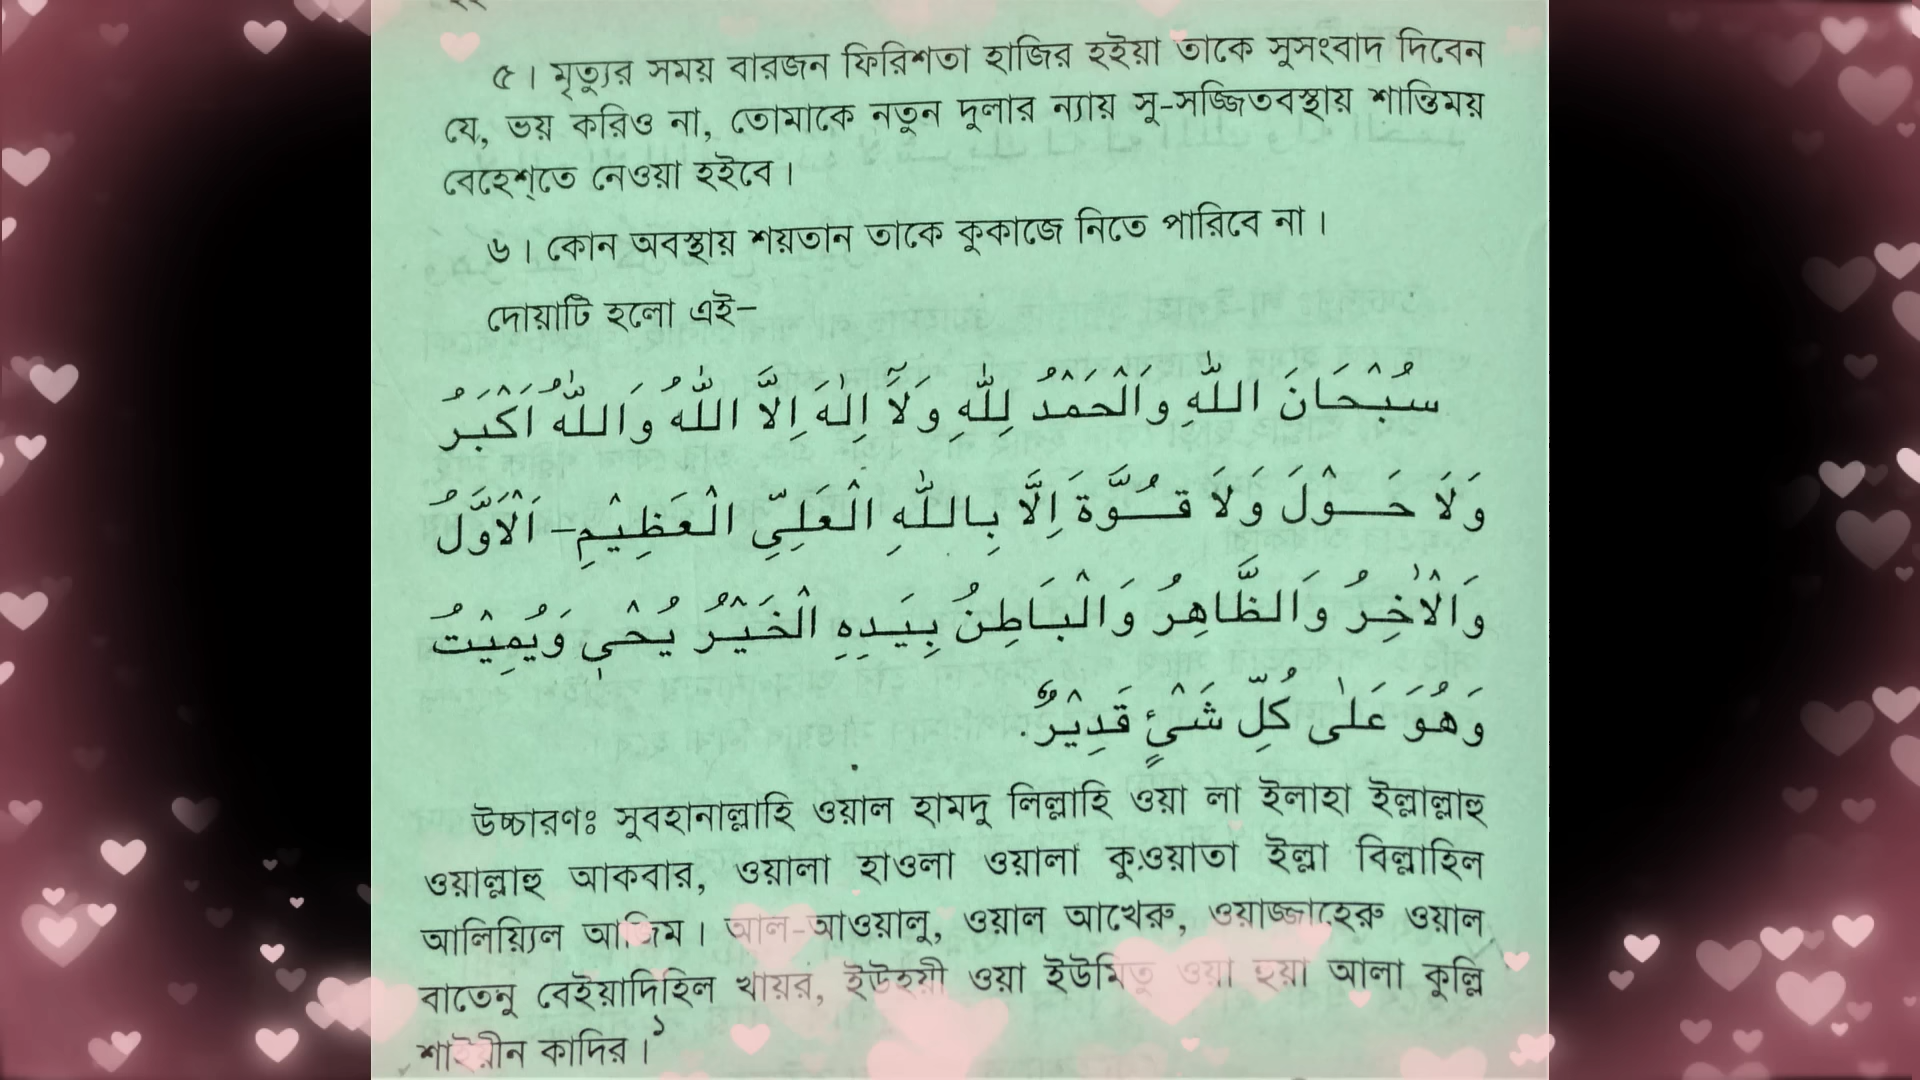 ৫। মৃত্যুর সময় বারজন ফিরিশতা হাজির হইয়া তাকে সুসংবাদ দিবেন
যে, ভয় করিও না, তোমাকে নতুন দুলার ন্যায় সু-সজ্জিতবস্থায় শান্তিময়
বেহেশ্তে নেওয়া হইবে।
৬। কোন অবস্থায় শয়তান তাকে কুকাজে নিতে পারিবে না।
দোয়াটি হলো এই–
سُبْحَانَ اللّٰهِ وَالْحَمْدُ لِلّٰهِ وَلَآ اِلٰهَ اِلَّا اللّٰهُ وَاللّٰهُ اَكْبَرُ
وَلَا حَوْلَ وَلَا قُوَّةَ اِلَّا بِاللّٰهِ الْعَلِىِّ الْعَظِيْمِ– اَلْاَوَّلُ
وَالْاٰخِرُ وَالظَّاهِرُ وَالْبَاطِنُ بِيَدِهِ الْخَيْرُ يُحْىٖ وَيُمِيْتُ
وَهُوَ عَلٰى كُلِّ شَىْءٍ قَدِيْرٌ.
উচ্চারণঃ সুবহানাল্লাহি ওয়াল হামদু লিল্লাহি ওয়া লা ইলাহা ইল্লাল্লাহু
ওয়াল্লাহু আকবার, ওয়ালা হাওলা ওয়ালা কুওয়াতা ইল্লা বিল্লাহিল
আলিয়্যিল আজিম। আল-আওয়ালু, ওয়াল আখেরু, ওয়াজ্জাহেরু ওয়াল
বাতেনু বেইয়াদিহিল খায়র, ইউহয়ী ওয়া ইউমিতু ওয়া হুয়া আলা কুল্লি
শাইয়ীন কাদির।১